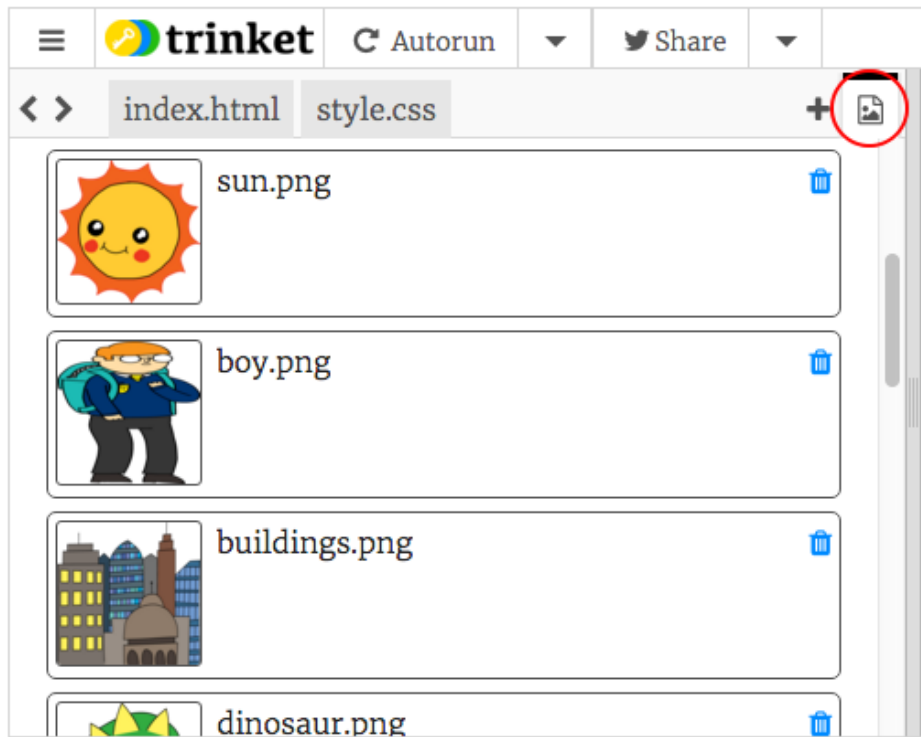 trinket Autorun Share
index.html style.css
sun.png
boy.png
buildings.png
dinosaur.png